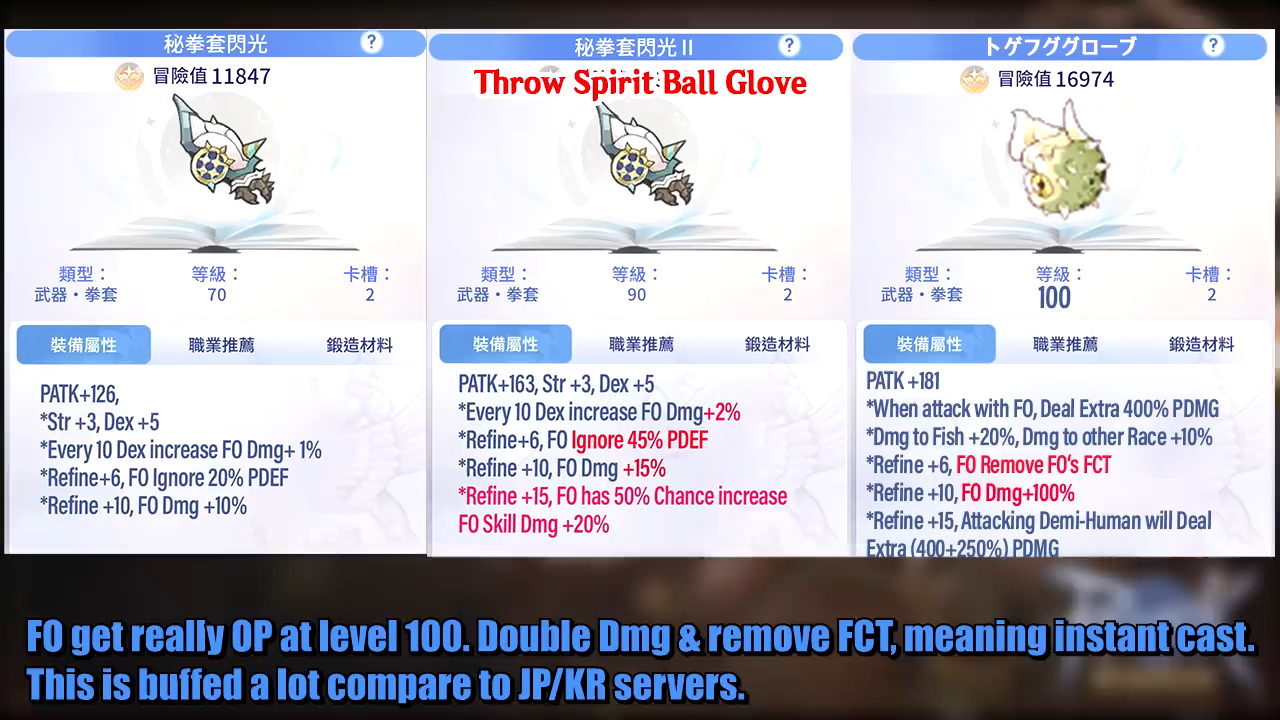 秘拳套閃光
?
冒險值 11847
類型：
等級：
卡槽：
武器・拳套
70
2
裝備屬性
職業推薦
鍛造材料
PATK+126,
*Str +3, Dex +5
*Every 10 Dex increase FO Dmg+ 1%
*Refine+6, FO Ignore 20% PDEF
*Refine +10, FO Dmg +10%
秘拳套閃光 II
?
Throw Spirit Ball Glove
類型：
等級：
卡槽：
武器・拳套
90
2
裝備屬性
職業推薦
鍛造材料
PATK+163, Str +3, Dex +5
*Every 10 Dex increase FO Dmg+2%
*Refine+6, FO Ignore 45% PDEF
*Refine +10, FO Dmg +15%
*Refine +15, FO has 50% Chance increase
FO Skill Dmg +20%
トゲフググローブ
?
冒險值 16974
類型：
等級：
卡槽：
武器・拳套
100
2
裝備屬性
職業推薦
鍛造材料
PATK +181
*When attack with FO, Deal Extra 400% PDMG
*Dmg to Fish +20%, Dmg to other Race +10%
*Refine +6, FO Remove FO's FCT
*Refine +10, FO Dmg+100%
*Refine +15, Attacking Demi-Human will Deal
Extra (400+250%) PDMG
FO get really OP at level 100. Double Dmg & remove FCT, meaning instant cast.
This is buffed a lot compare to JP/KR servers.